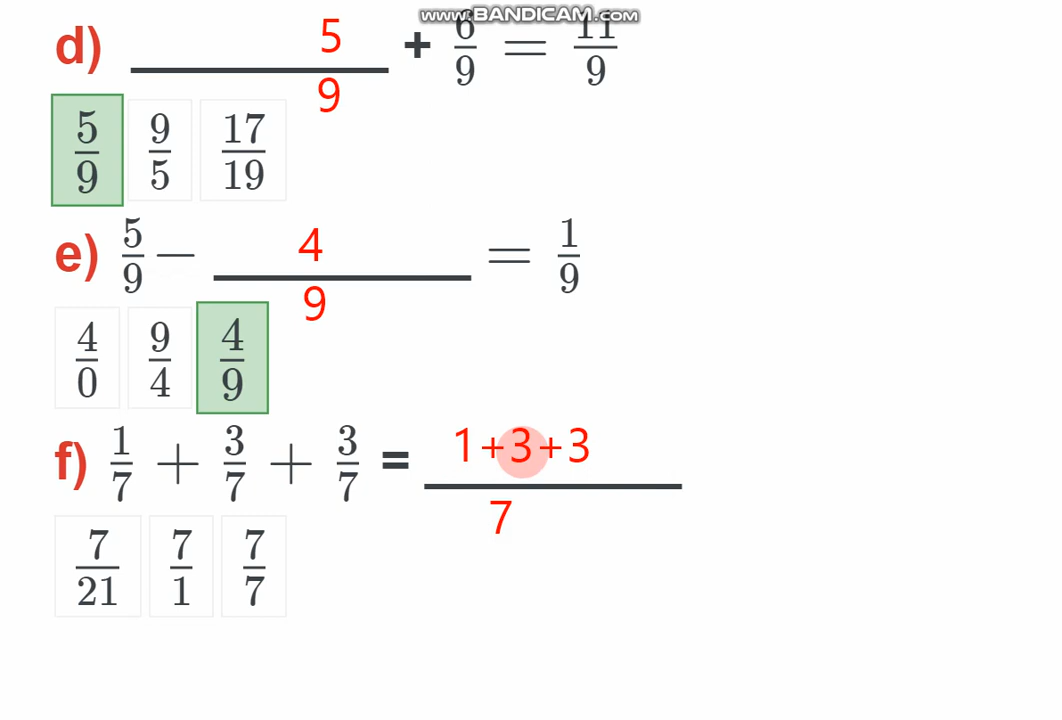 www.BANDICAM.com
d) 5/9 + 6/9 = 11/9
5/9 9/5 17/19
e) 5/9 − 4/9 = 1/9
4/0 9/4 4/9
f) 1/7 + 3/7 + 3/7 = 1+3+3/7
7/21 7/1 7/7